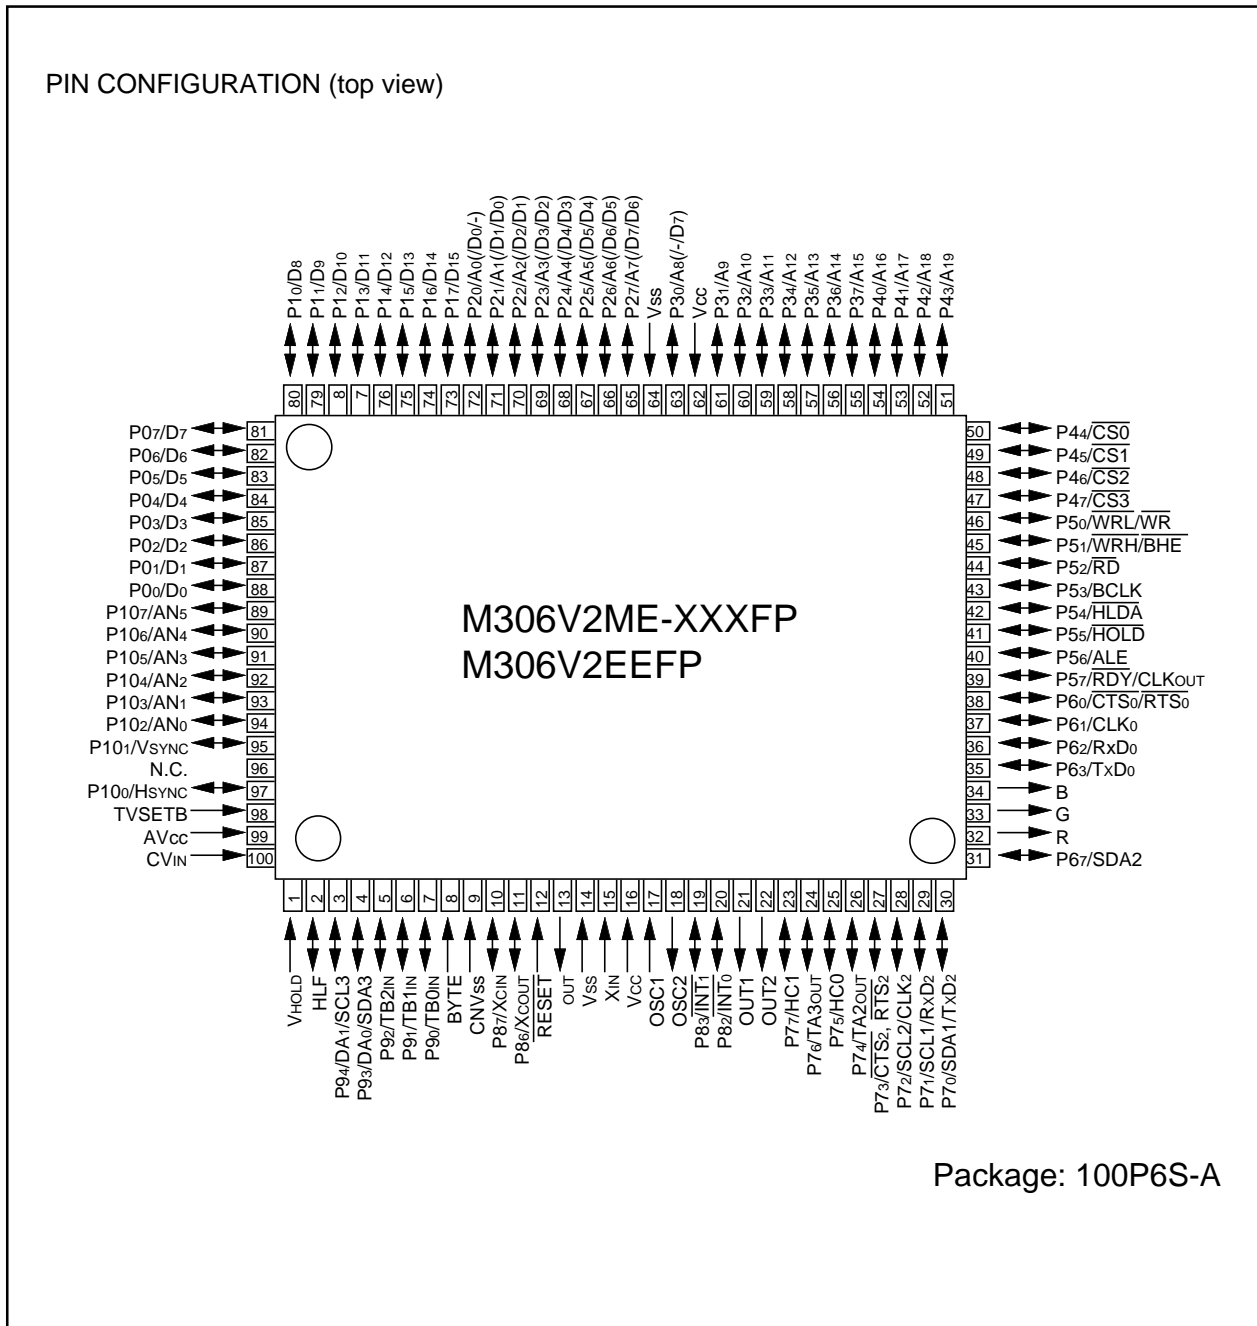 PIN CONFIGURATION (top view)
P10/D8
P11/D9
P12/D10
P13/D11
P14/D12
P15/D13
P16/D14
P17/D15
P20/A0(/D0/-)
P21/A1(/D1/D0)
P22/A2(/D2/D1)
P23/A3(/D3/D2)
P24/A4(/D4/D3)
P25/A5(/D5/D4)
P26/A6(/D6/D5)
P27/A7(/D7/D6)
Vss
P30/A8(/-/D7)
Vcc
P31/A9
P32/A10
P33/A11
P34/A12
P35/A13
P36/A14
P37/A15
P40/A16
P41/A17
P42/A18
P43/A19
80 79 8 7 76 75 74 73 72 71 70 69 68 67 66 65 64 63 62 61 60 59 58 57 56 55 54 53 52 51
P07/D7 81
P06/D6 82
P05/D5 83
P04/D4 84
P03/D3 85
P02/D2 86
P01/D1 87
P00/D0 88
P107/AN5 89
P106/AN4 90
P105/AN3 91
P104/AN2 92
P103/AN1 93
P102/AN0 94
P101/VSYNC 95
N.C. 96
P100/HSYNC 97
TVSETB 98
AVcc 99
CVIN 100
M306V2ME-XXXFP
M306V2EEFP
50 P44/CS0
49 P45/CS1
48 P46/CS2
47 P47/CS3
46 P50/WRL/WR
45 P51/WRH/BHE
44 P52/RD
43 P53/BCLK
42 P54/HLDA
41 P55/HOLD
40 P56/ALE
39 P57/RDY/CLKOUT
38 P60/CTS0/RTS0
37 P61/CLK0
36 P62/RxD0
35 P63/TxD0
34 B
33 G
32 R
31 P67/SDA2
1 2 3 4 5 6 7 8 9 10 11 12 13 14 15 16 17 18 19 20 21 22 23 24 25 26 27 28 29 30
VHOLD
HLF
P94/DA1/SCL3
P93/DA0/SDA3
P92/TB2IN
P91/TB1IN
P90/TB0IN
BYTE
CNVss
P87/XCIN
P86/XCOUT
RESET
OUT
Vss
XIN
VCC
OSC1
OSC2
P83/INT1
P82/INT0
OUT1
OUT2
P77/HC1
P76/TA3OUT
P75/HC0
P74/TA2OUT
P73/CTS2, RTS2
P72/SCL2/CLK2
P71/SCL1/RxD2
P70/SDA1/TxD2
Package: 100P6S-A